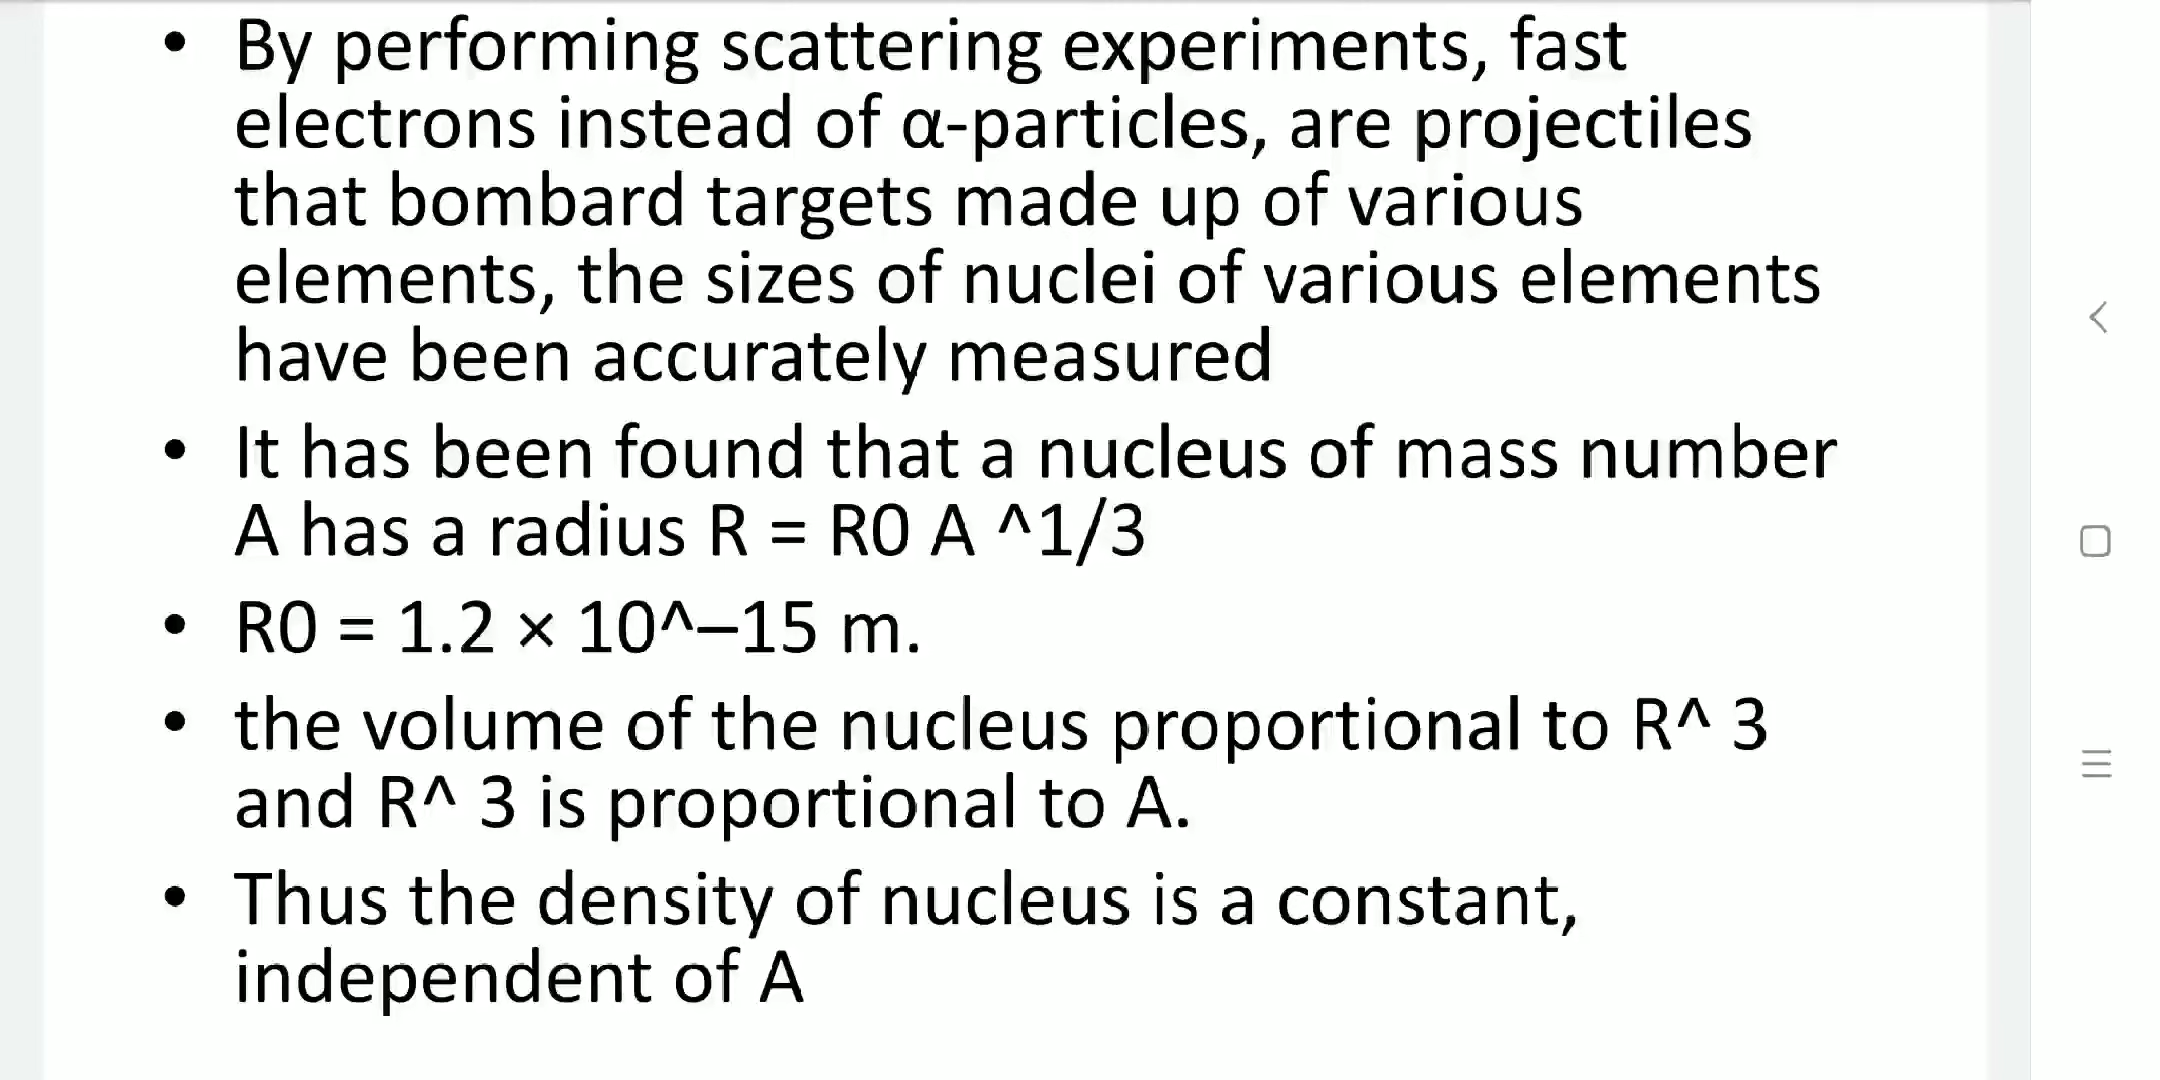 • By performing scattering experiments, fast
electrons instead of α-particles, are projectiles
that bombard targets made up of various
elements, the sizes of nuclei of various elements
have been accurately measured
• It has been found that a nucleus of mass number
A has a radius R = R0 A ^1/3
• R0 = 1.2 × 10^–15 m.
• the volume of the nucleus proportional to R^ 3
and R^ 3 is proportional to A.
• Thus the density of nucleus is a constant,
independent of A